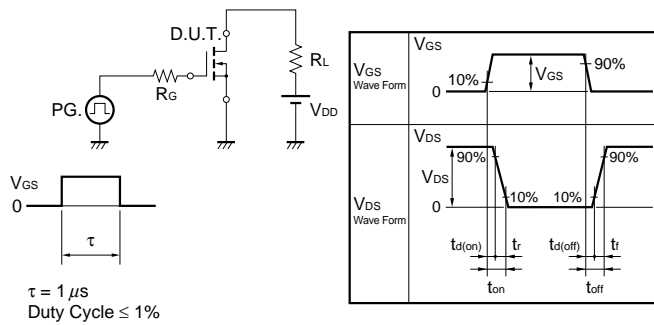 D.U.T.
RL
RG
PG.
VDD
VGS
0
τ
τ = 1 μs
Duty Cycle ≤ 1%
VGS
Wave Form
VGS
10%
VGS
90%
0
VDS
Wave Form
VDS
90%
90%
VDS
10%
10%
0
td(on) tr td(off) tf
ton toff